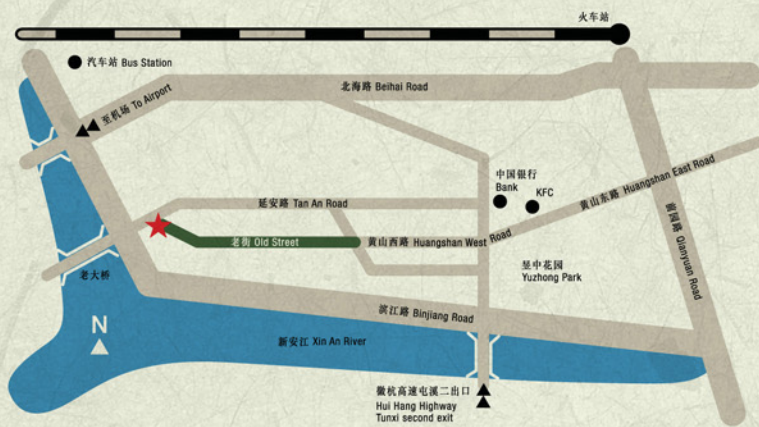 火车站
汽车站 Bus Station
至机场 To Airport
北海路 Beihai Road
中国银行
Bank
KFC
黄山东路 Huangshan East Road
延安路 Tan An Road
老街 Old Street
黄山西路 Huangshan West Road
前园路 Qianyuan Road
昱中花园
Yuzhong Park
老大桥
滨江路 Binjiang Road
N
新安江 Xin An River
徽杭高速屯溪二出口
Hui Hang Highway
Tunxi second exit